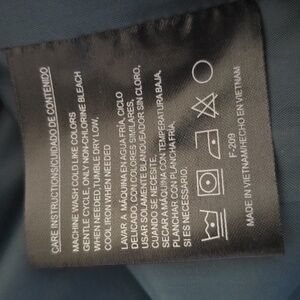 CARE INSTRUCTIONS/CUIDADO DE CONTENIDO
MACHINE WASH COLD LIKE COLORS
GENTLE CYCLE, ONLY NON-CHLORINE BLEACH
WHEN NEEDED, TUMBLE DRY LOW,
COOL IRON WHEN NEEDED
LAVAR A MÁQUINA EN AGUA FRÍA, CICLO
DELICADO, CON COLORES SIMILARES,
USAR SOLAMENTE BLANQUEADOR SIN CLORO,
CUANDO SE NECESITE,
SECAR A MÁQUINA CON TEMPERATURA BAJA,
PLANCHAR CON PLANCHA FRÍA,
SI ES NECESARIO.
F-209
MADE IN VIETNAM/HECHO EN VIETNAM